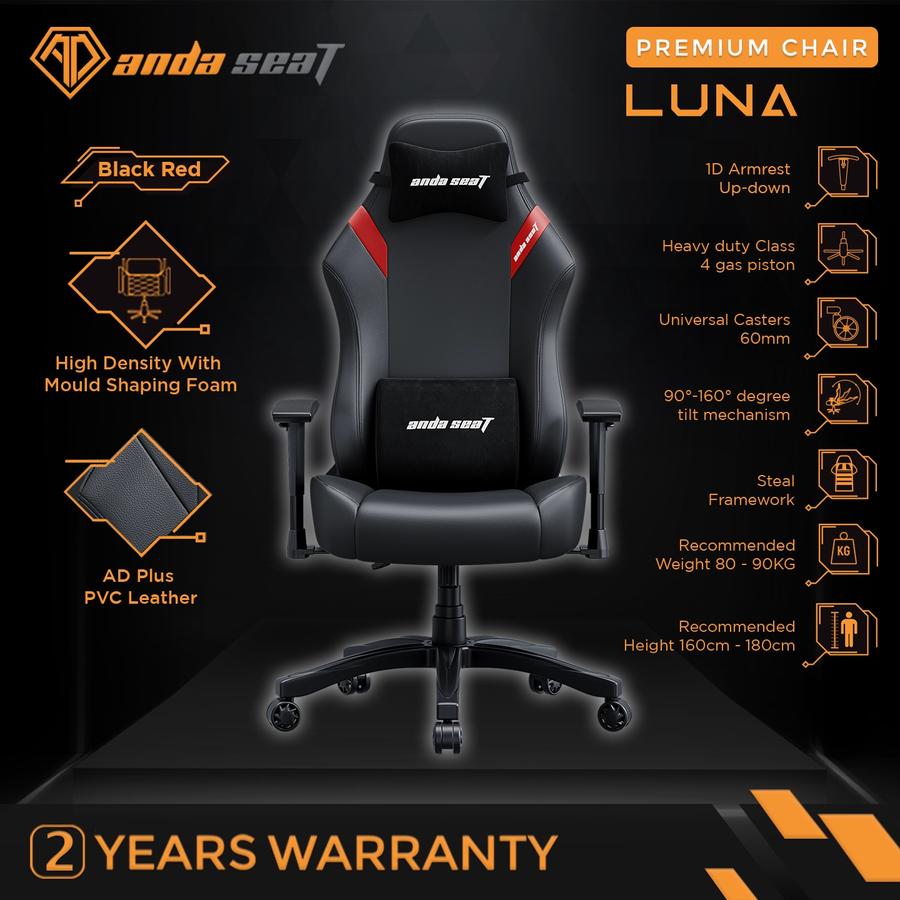 anda seaT
PREMIUM CHAIR
LUNA
Black Red
High Density With
Mould Shaping Foam
AD Plus
PVC Leather
anda seaT
anda seaT
anda seaT
1D Armrest
Up-down
Heavy duty Class
4 gas piston
Universal Casters
60mm
90°-160° degree
tilt mechanism
Steal
Framework
Recommended
Weight 80 - 90KG
KG
Recommended
Height 160cm - 180cm
2 YEARS WARRANTY